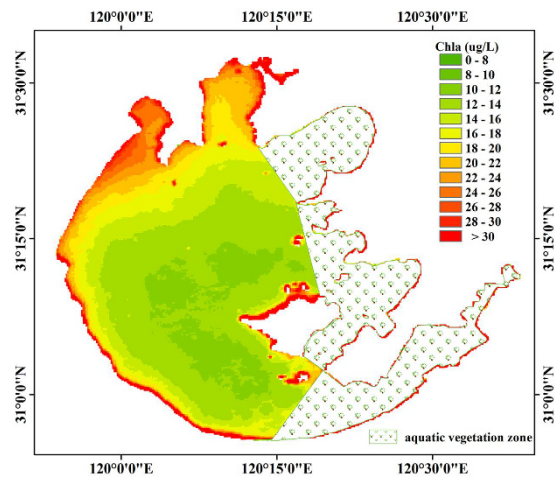 120°0'0"E 120°15'0"E 120°30'0"E
Chla (ug/L)
0 - 8
8 - 10
10 - 12
12 - 14
14 - 16
16 - 18
18 - 20
20 - 22
22 - 24
24 - 26
26 - 28
28 - 30
> 30
31°30'0"N
31°30'0"N
31°15'0"N
31°15'0"N
31°0'0"N
31°0'0"N
aquatic vegetation zone
120°0'0"E 120°15'0"E 120°30'0"E